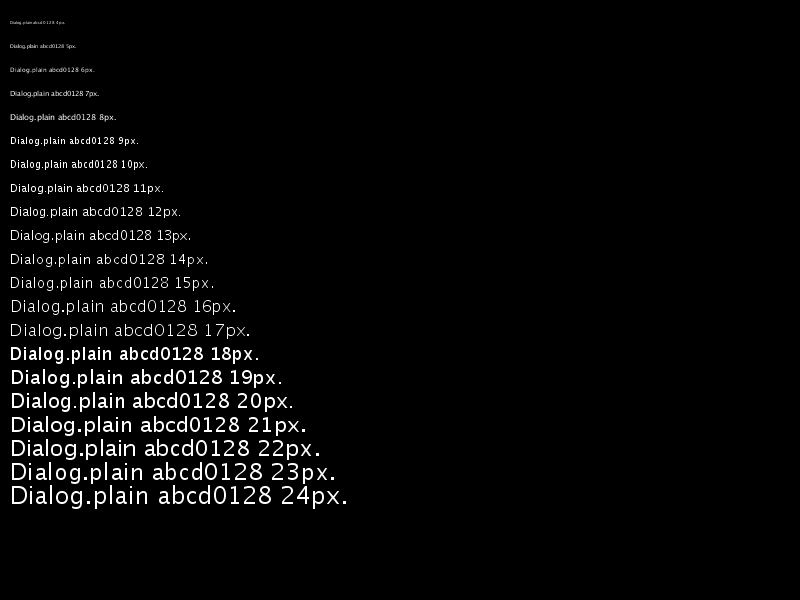 Dialog.plain abcd0128 4px.
Dialog.plain abcd0128 5px.
Dialog.plain abcd0128 6px.
Dialog.plain abcd0128 7px.
Dialog.plain abcd0128 8px.
Dialog.plain abcd0128 9px.
Dialog.plain abcd0128 10px.
Dialog.plain abcd0128 11px.
Dialog.plain abcd0128 12px.
Dialog.plain abcd0128 13px.
Dialog.plain abcd0128 14px.
Dialog.plain abcd0128 15px.
Dialog.plain abcd0128 16px.
Dialog.plain abcd0128 17px.
Dialog.plain abcd0128 18px.
Dialog.plain abcd0128 19px.
Dialog.plain abcd0128 20px.
Dialog.plain abcd0128 21px.
Dialog.plain abcd0128 22px.
Dialog.plain abcd0128 23px.
Dialog.plain abcd0128 24px.